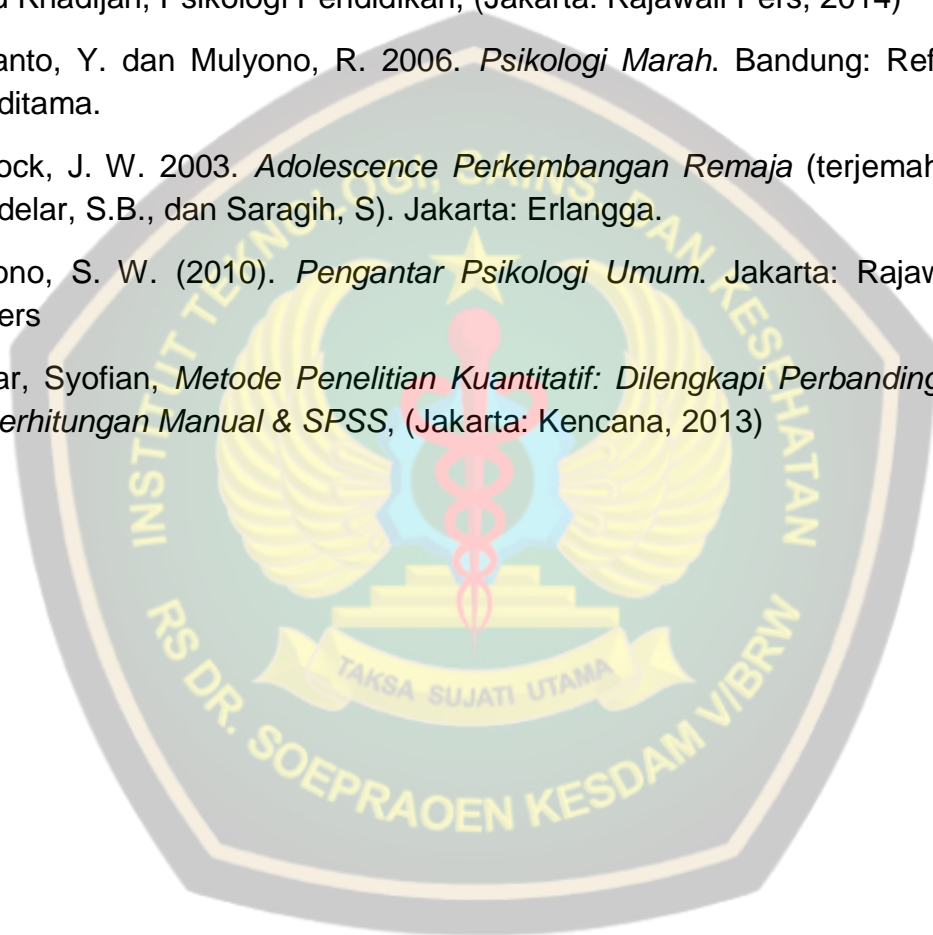 Khadijah, Psikologi Pendidikan, (Jakarta: Rajawali Pers, 2014)
anto, Y. dan Mulyono, R. 2006. Psikologi Marah. Bandung: Ref
ditama.
ock, J. W. 2003. Adolescence Perkembangan Remaja (terjemah
delar, S.B., dan Saragih, S). Jakarta: Erlangga.
ono, S. W. (2010). Pengantar Psikologi Umum. Jakarta: Rajaw
ers
ar, Syofian, Metode Penelitian Kuantitatif: Dilengkapi Perbanding
erhitungan Manual & SPSS, (Jakarta: Kencana, 2013)
INSTITUT TEKNOLOGI, SAINS, DAN KESEHATAN
TAKSA SUJATI UTAMA
RS DR. SOEPRAOEN KESDAM V/BRW